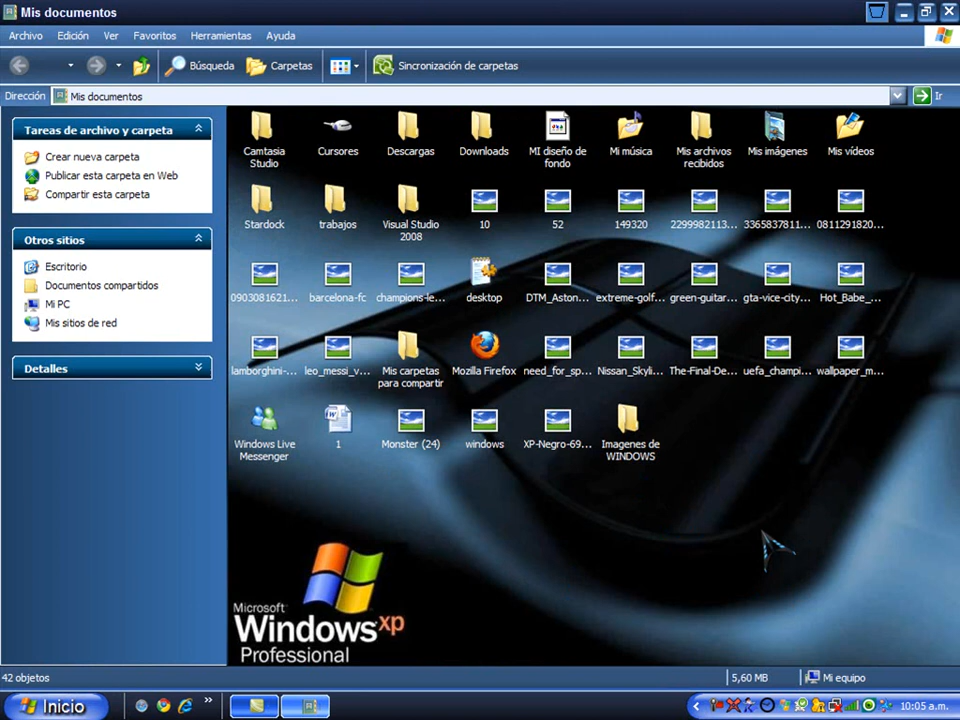 Mis documentos
Archivo Edición Ver Favoritos Herramientas Ayuda
Búsqueda Carpetas Sincronización de carpetas
Dirección Mis documentos Ir
Tareas de archivo y carpeta
Crear nueva carpeta
Publicar esta carpeta en Web
Compartir esta carpeta
Otros sitios
Escritorio
Documentos compartidos
Mi PC
Mis sitios de red
Detalles
Camtasia Studio
Cursores
Descargas
Downloads
MI diseño de fondo
Mi música
Mis archivos recibidos
Mis imágenes
Mis vídeos
Stardock
trabajos
Visual Studio 2008
10
52
149320
2299982113...
3365837811...
0811291820...
0903081621...
barcelona-fc
champions-le...
desktop
DTM_Aston...
extreme-golf...
green-guitar...
gta-vice-city...
Hot_Babe_...
lamborghini-...
leo_messi_v...
Mis carpetas para compartir
Mozilla Firefox
need_for_sp...
Nissan_Skyli...
The-Final-De...
uefa_champi...
wallpaper_m...
Windows Live Messenger
1
Monster (24)
windows
XP-Negro-69...
Imagenes de WINDOWS
Microsoft
Windows xp
Professional
42 objetos 5,60 MB Mi equipo
Inicio 10:05 a.m.